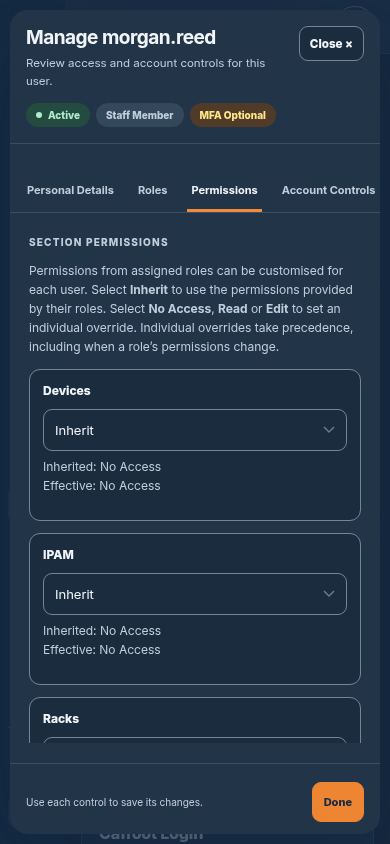 Manage morgan.reed
Close ×
Review access and account controls for this
user.
Active
Staff Member
MFA Optional
Personal Details
Roles
Permissions
Account Controls
SECTION PERMISSIONS
Permissions from assigned roles can be customised for
each user. Select Inherit to use the permissions provided
by their roles. Select No Access, Read or Edit to set an
individual override. Individual overrides take precedence,
including when a role’s permissions change.
Devices
Inherit
Inherited: No Access
Effective: No Access
IPAM
Inherit
Inherited: No Access
Effective: No Access
Racks
Use each control to save its changes.
Done
Login